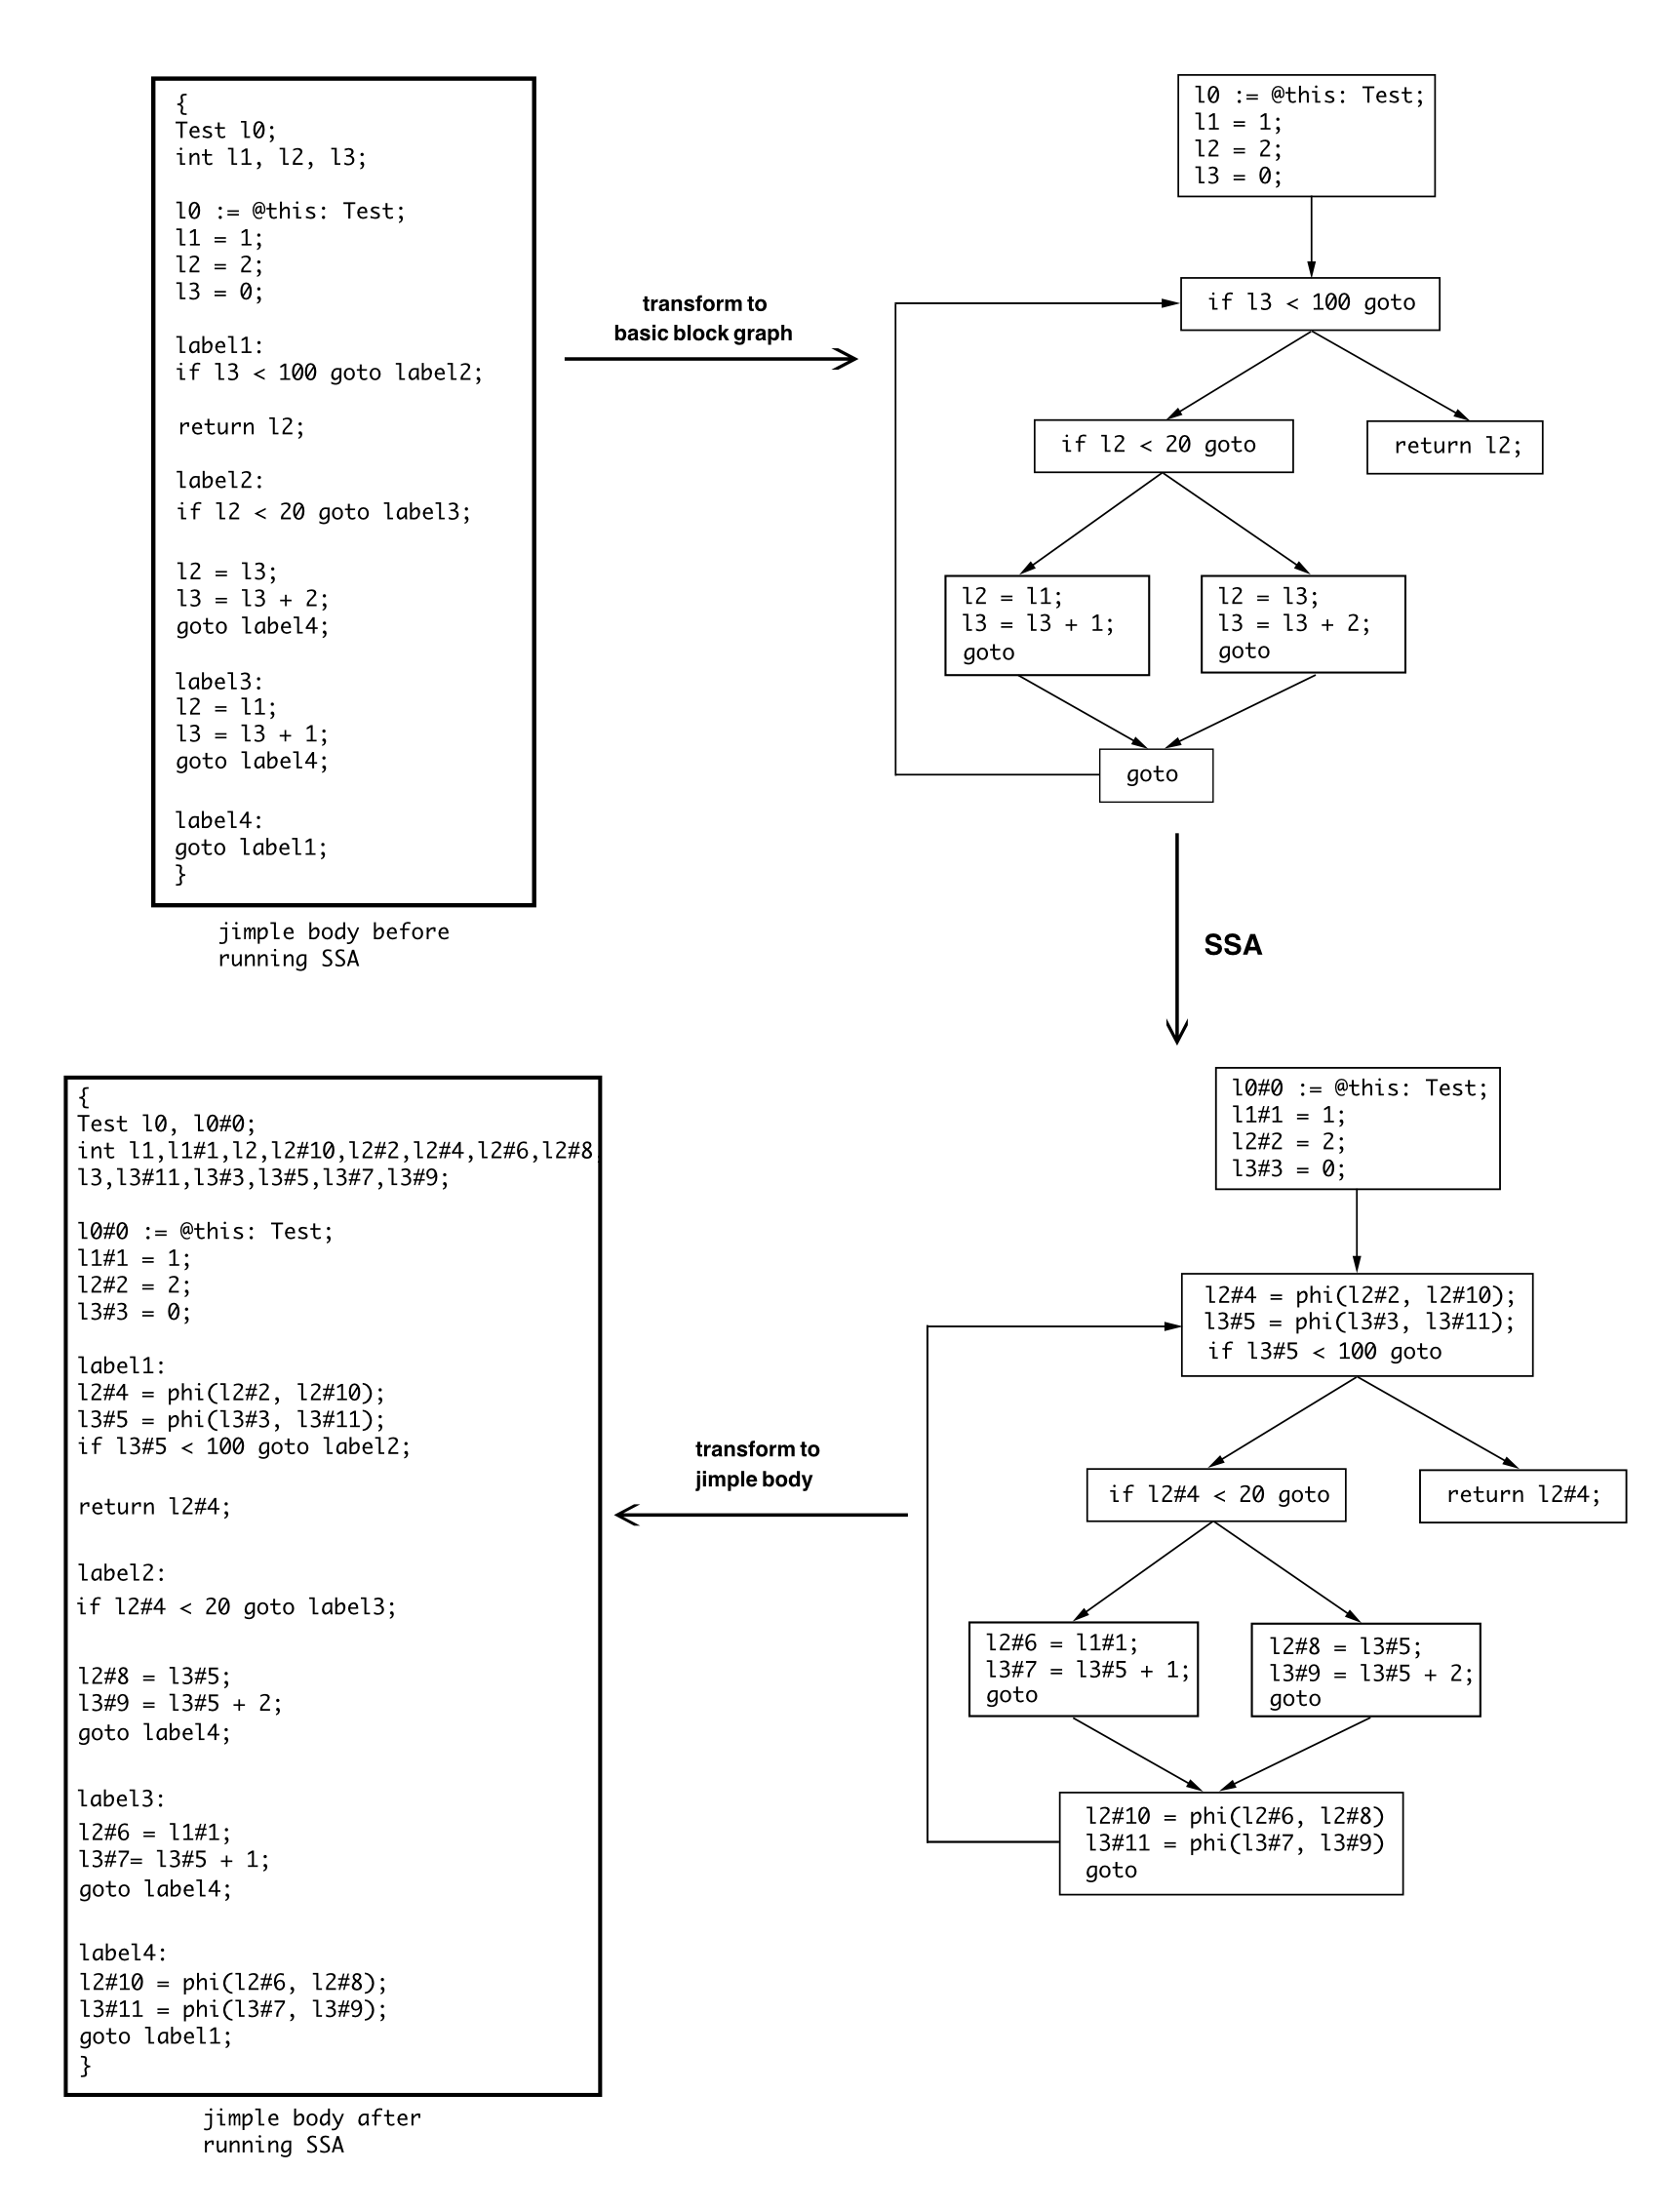 {
Test l0;
int l1, l2, l3;
l0 := @this: Test;
l1 = 1;
l2 = 2;
l3 = 0;
label1:
if l3 < 100 goto label2;
return l2;
label2:
if l2 < 20 goto label3;
l2 = l3;
l3 = l3 + 2;
goto label4;
label3:
l2 = l1;
l3 = l3 + 1;
goto label4;
label4:
goto label1;
}
jimple body before
running SSA
transform to
basic block graph
l0 := @this: Test;
l1 = 1;
l2 = 2;
l3 = 0;
if l3 < 100 goto
if l2 < 20 goto
return l2;
l2 = l1;
l3 = l3 + 1;
goto
l2 = l3;
l3 = l3 + 2;
goto
goto
SSA
l0#0 := @this: Test;
l1#1 = 1;
l2#2 = 2;
l3#3 = 0;
l2#4 = phi(l2#2, l2#10);
l3#5 = phi(l3#3, l3#11);
if l3#5 < 100 goto
if l2#4 < 20 goto
return l2#4;
l2#6 = l1#1;
l3#7 = l3#5 + 1;
goto
l2#8 = l3#5;
l3#9 = l3#5 + 2;
goto
l2#10 = phi(l2#6, l2#8)
l3#11 = phi(l3#7, l3#9)
goto
transform to
jimple body
{
Test l0, l0#0;
int l1,l1#1,l2,l2#10,l2#2,l2#4,l2#6,l2#8,
l3,l3#11,l3#3,l3#5,l3#7,l3#9;
l0#0 := @this: Test;
l1#1 = 1;
l2#2 = 2;
l3#3 = 0;
label1:
l2#4 = phi(l2#2, l2#10);
l3#5 = phi(l3#3, l3#11);
if l3#5 < 100 goto label2;
return l2#4;
label2:
if l2#4 < 20 goto label3;
l2#8 = l3#5;
l3#9 = l3#5 + 2;
goto label4;
label3:
l2#6 = l1#1;
l3#7= l3#5 + 1;
goto label4;
label4:
l2#10 = phi(l2#6, l2#8);
l3#11 = phi(l3#7, l3#9);
goto label1;
}
jimple body after
running SSA